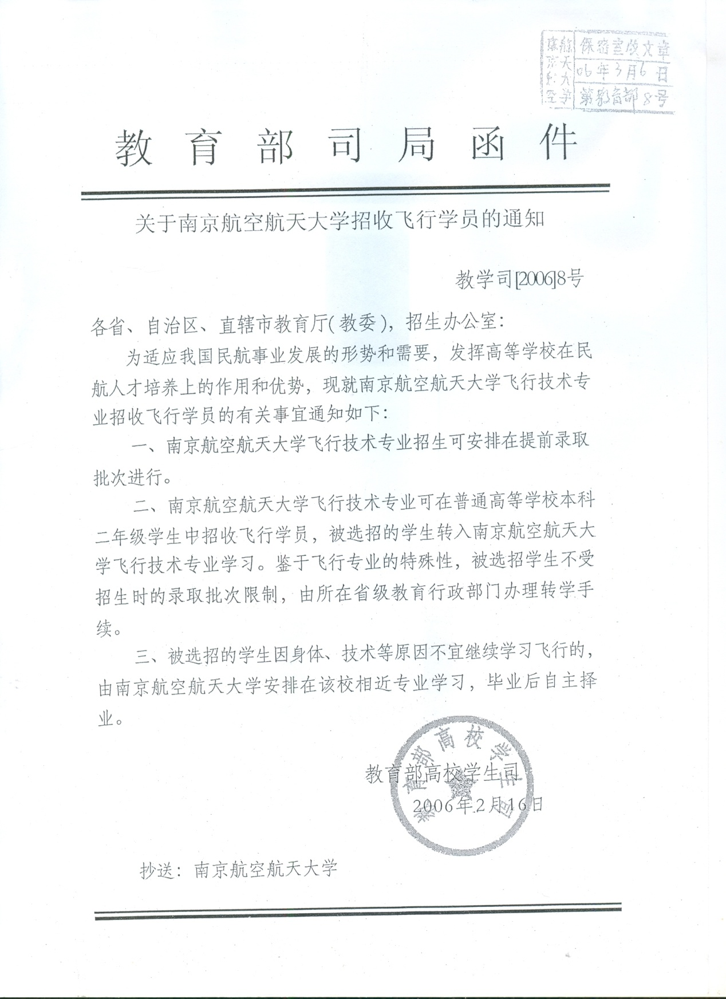 南京航空航天大学
保密室收文章
06年3月6日
第教育部8号
教育部司局函件
关于南京航空航天大学招收飞行学员的通知
教学司[2006]8号
各省、自治区、直辖市教育厅(教委)，招生办公室：
为适应我国民航事业发展的形势和需要，发挥高等学校在民
航人才培养上的作用和优势，现就南京航空航天大学飞行技术专
业招收飞行学员的有关事宜通知如下：
一、南京航空航天大学飞行技术专业招生可安排在提前录取
批次进行。
二、南京航空航天大学飞行技术专业可在普通高等学校本科
二年级学生中招收飞行学员，被选招的学生转入南京航空航天大
学飞行技术专业学习。鉴于飞行专业的特殊性，被选招学生不受
招生时的录取批次限制，由所在省级教育行政部门办理转学手
续。
三、被选招的学生因身体、技术等原因不宜继续学习飞行的，
由南京航空航天大学安排在该校相近专业学习，毕业后自主择
业。
教育部高校学生司
教育部高校学生司
2006年2月16日
抄送：南京航空航天大学